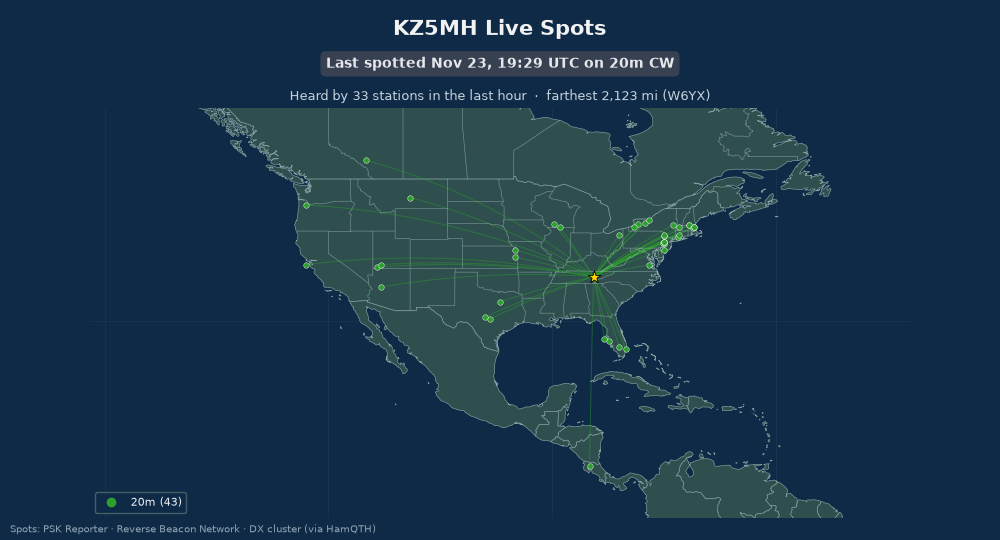 KZ5MH Live Spots
Last spotted Nov 23, 19:29 UTC on 20m CW
Heard by 33 stations in the last hour · farthest 2,123 mi (W6YX)
20m (43)
Spots: PSK Reporter · Reverse Beacon Network · DX cluster (via HamQTH)